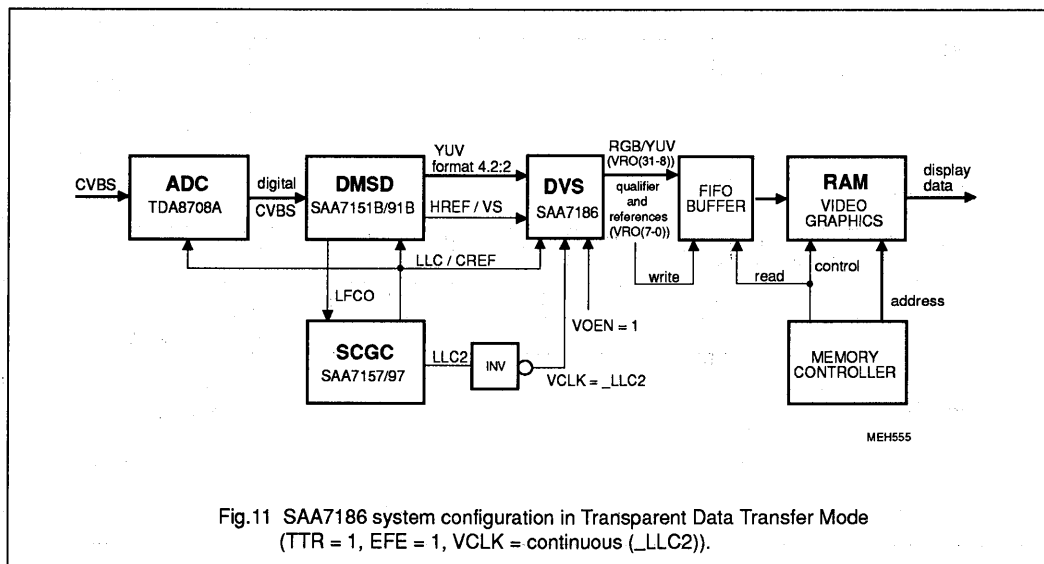 CVBS
ADC
TDA8708A
digital
CVBS
DMSD
SAA7151B/91B
YUV
format 4.2:2
HREF / VS
DVS
SAA7186
RGB/YUV
(VRO(31-8))
qualifier
and
references
(VRO(7-0))
write
FIFO
BUFFER
RAM
VIDEO
GRAPHICS
display
data
LLC / CREF
LFCO
SCGC
SAA7157/97
LLC2
INV
VCLK = _LLC2
VOEN = 1
read
control
address
MEMORY
CONTROLLER
MEH555
Fig.11 SAA7186 system configuration in Transparent Data Transfer Mode
(TTR = 1, EFE = 1, VCLK = continuous (_LLC2)).